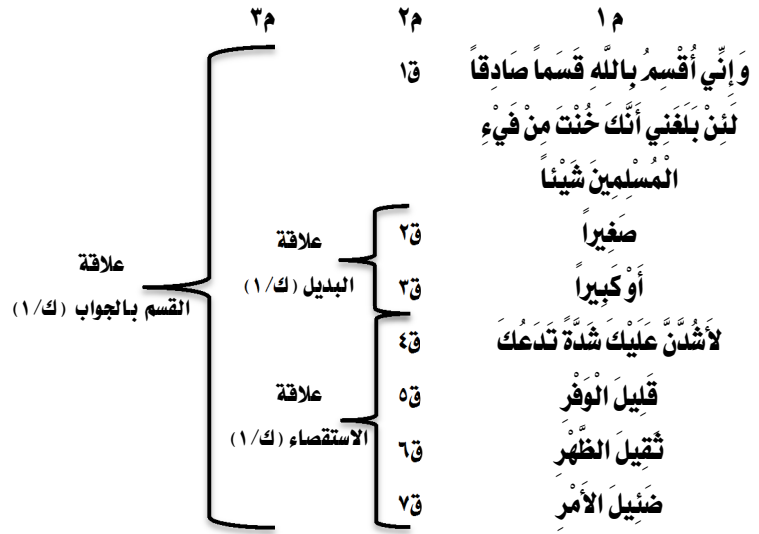 م١ م٢ م٣
وَإِنِّي أُقْسِمُ بِاللَّهِ قَسَماً صَادِقاً ق١
لَئِنْ بَلَغَنِي أَنَّكَ خُنْتَ مِنْ فَيْءِ
الْمُسْلِمِينَ شَيْئاً
صَغِيراً ق٢
علاقة
البديل (ك/١)
أَوْ كَبِيراً ق٣
علاقة
القسم بالجواب (ك/١)
لأَشُدَّنَّ عَلَيْكَ شَدَّةً تَدَعُكَ ق٤
قَلِيلَ الْوَفْرِ ق٥
علاقة
الاستقصاء (ك/١)
ثَقِيلَ الظَّهْرِ ق٦
ضَئِيلَ الأَمْرِ ق٧